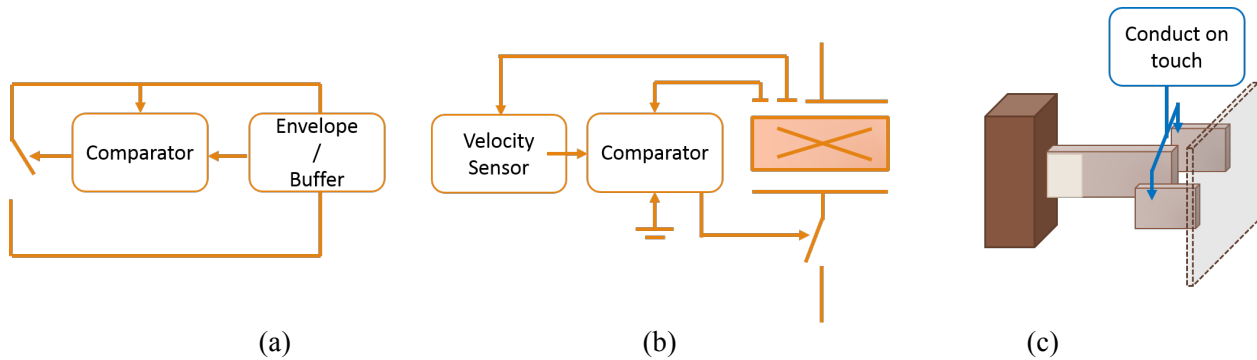 Comparator
Envelope
/
Buffer
Velocity
Sensor
Comparator
Conduct on
touch
(a)
(b)
(c)